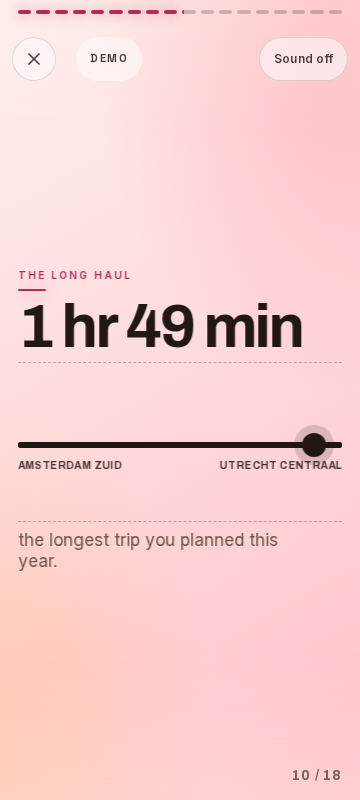 DEMO
Sound off
THE LONG HAUL
1 hr 49 min
AMSTERDAM ZUID
UTRECHT CENTRAAL
the longest trip you planned this
year.
10 / 18